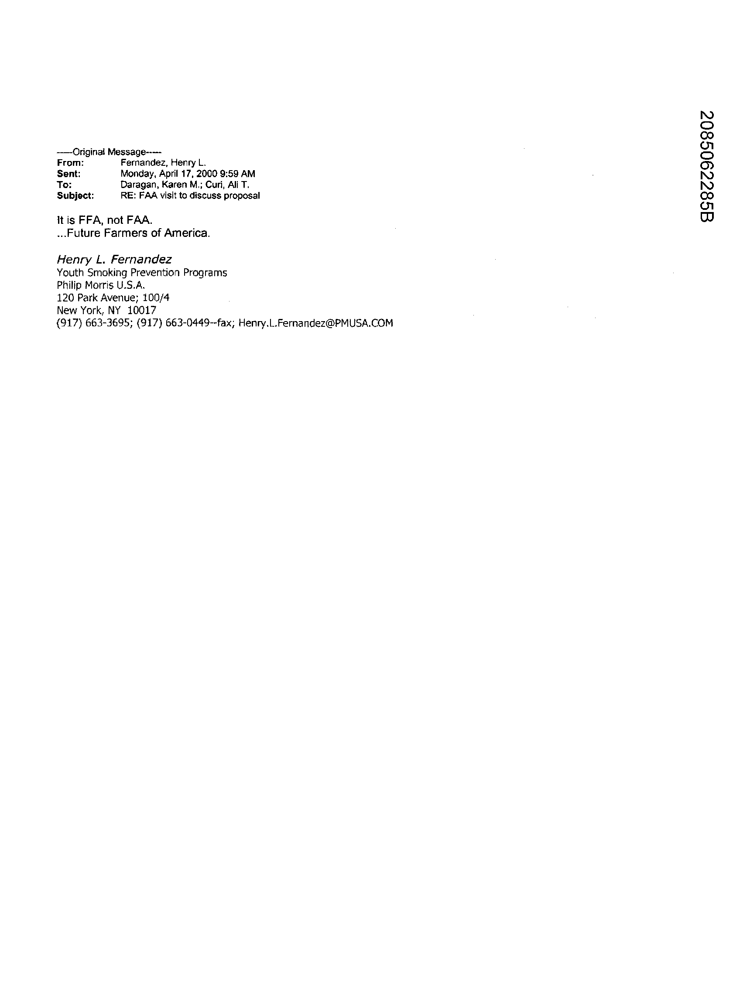 -----Original Message-----
From: Fernandez, Henry L.
Sent: Monday, April 17, 2000 9:59 AM
To: Daragan, Karen M.; Curi, Ali T.
Subject: RE: FAA visit to discuss proposal
It is FFA, not FAA.
...Future Farmers of America.
Henry L. Fernandez
Youth Smoking Prevention Programs
Philip Morris U.S.A.
120 Park Avenue; 100/4
New York, NY 10017
(917) 663-3695; (917) 663-0449--fax; Henry.L.Fernandez@PMUSA.COM
2085062285B